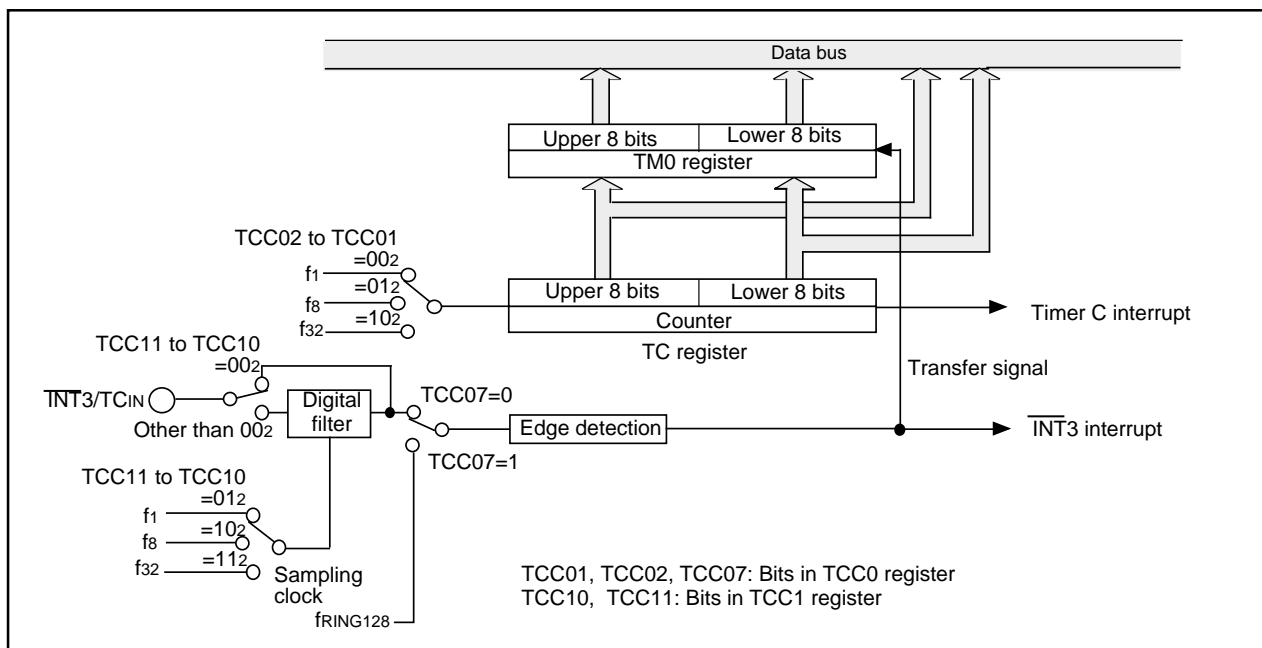 Data bus
Upper 8 bits Lower 8 bits
TM0 register
TCC02 to TCC01
=002
f1
=012
f8
=102
f32
Upper 8 bits Lower 8 bits
Counter
TC register
Timer C interrupt
Transfer signal
TCC11 to TCC10
=002
INT3/TCIN
Other than 002
Digital
filter
TCC07=0
TCC07=1
Edge detection
INT3 interrupt
TCC11 to TCC10
=012
f1
=102
f8
=112
f32
Sampling
clock
fRING128
TCC01, TCC02, TCC07: Bits in TCC0 register
TCC10, TCC11: Bits in TCC1 register